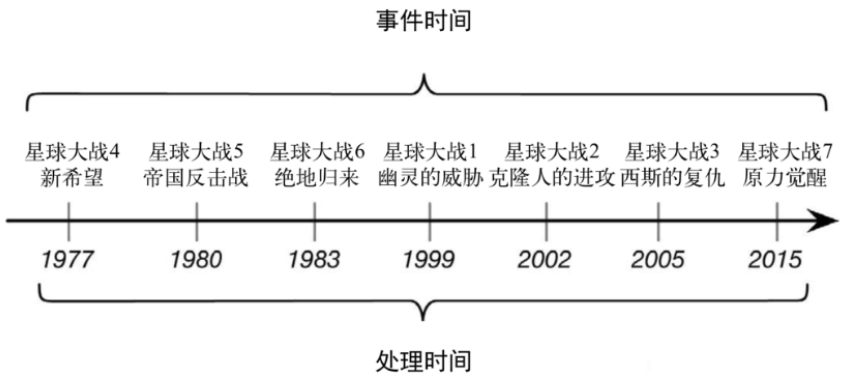 事件时间
星球大战4 星球大战5 星球大战6 星球大战1 星球大战2 星球大战3 星球大战7
新希望 帝国反击战 绝地归来 幽灵的威胁 克隆人的进攻 西斯的复仇 原力觉醒
1977 1980 1983 1999 2002 2005 2015
处理时间